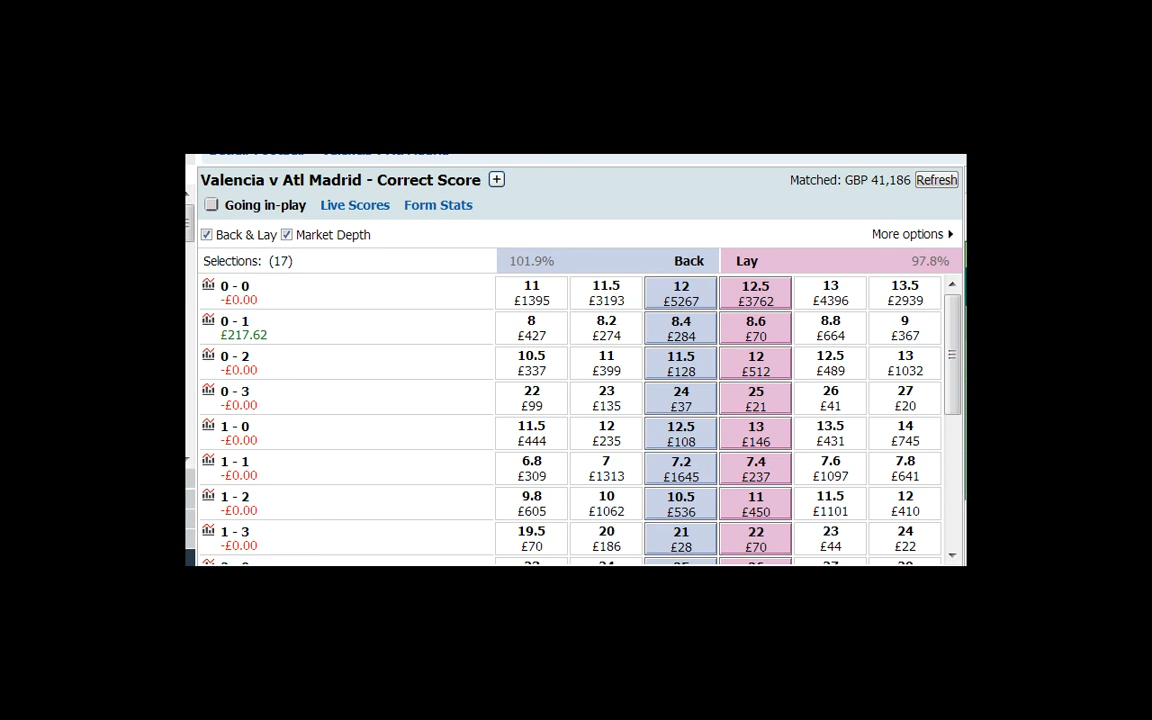 Valencia v Atl Madrid - Correct Score +
Matched: GBP 41,186 Refresh
Going in-play Live Scores Form Stats
Back & Lay Market Depth More options
Selections: (17) 101.9% Back Lay 97.8%
0 - 0 11 11.5 12 12.5 13 13.5
-£0.00 £1395 £3193 £5267 £3762 £4396 £2939
0 - 1 8 8.2 8.4 8.6 8.8 9
£217.62 £427 £274 £284 £70 £664 £367
0 - 2 10.5 11 11.5 12 12.5 13
-£0.00 £337 £399 £128 £512 £489 £1032
0 - 3 22 23 24 25 26 27
-£0.00 £99 £135 £37 £21 £41 £20
1 - 0 11.5 12 12.5 13 13.5 14
-£0.00 £444 £235 £108 £146 £431 £745
1 - 1 6.8 7 7.2 7.4 7.6 7.8
-£0.00 £309 £1313 £1645 £237 £1097 £641
1 - 2 9.8 10 10.5 11 11.5 12
-£0.00 £605 £1062 £536 £450 £1101 £410
1 - 3 19.5 20 21 22 23 24
-£0.00 £70 £186 £28 £70 £44 £22